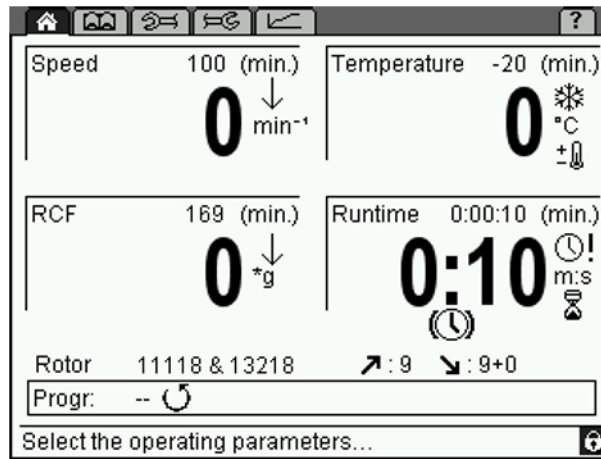 ?
Speed 100 (min.)
0 min⁻¹
Temperature -20 (min.)
0 °C
RCF 169 (min.)
0 *g
Runtime 0:00:10 (min.)
0:10 m:s
Rotor 11118 & 13218 : 9 : 9+0
Progr: --
Select the operating parameters...